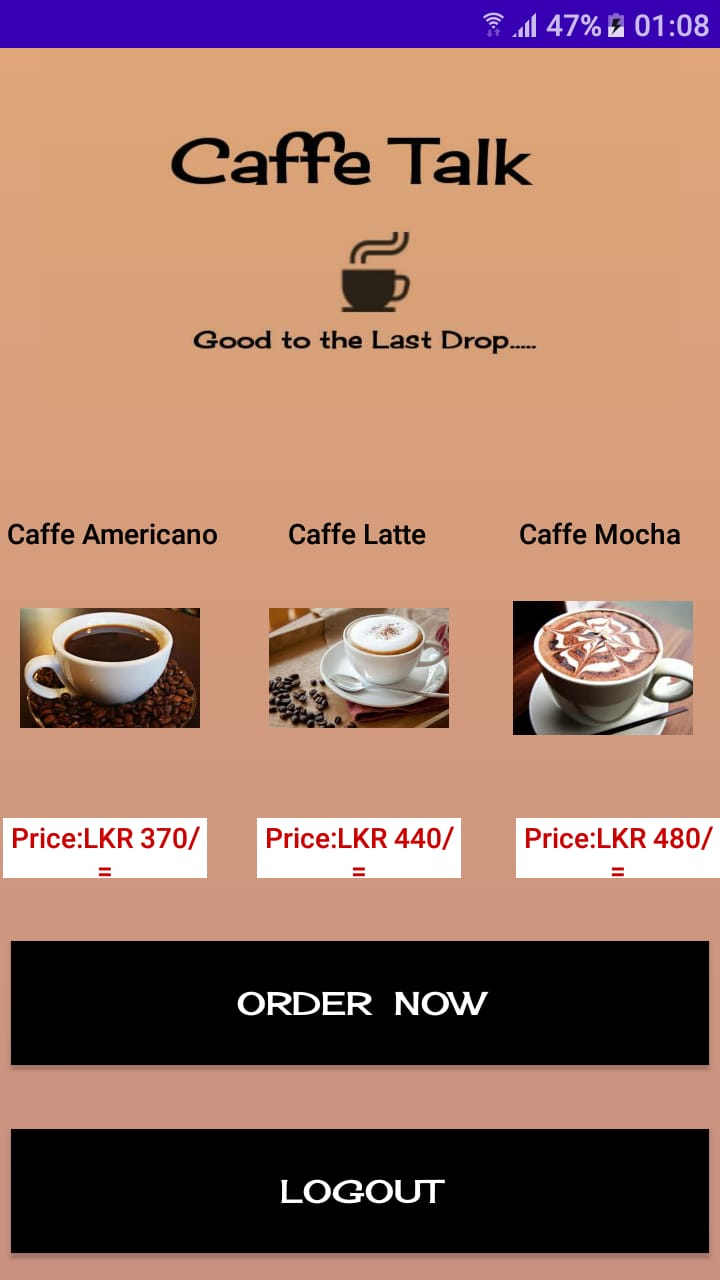 47% 01:08
Caffe Talk
Good to the Last Drop.....
Caffe Americano Caffe Latte Caffe Mocha
Price:LKR 370/ Price:LKR 440/ Price:LKR 480/
= = =
ORDER NOW
LOGOUT